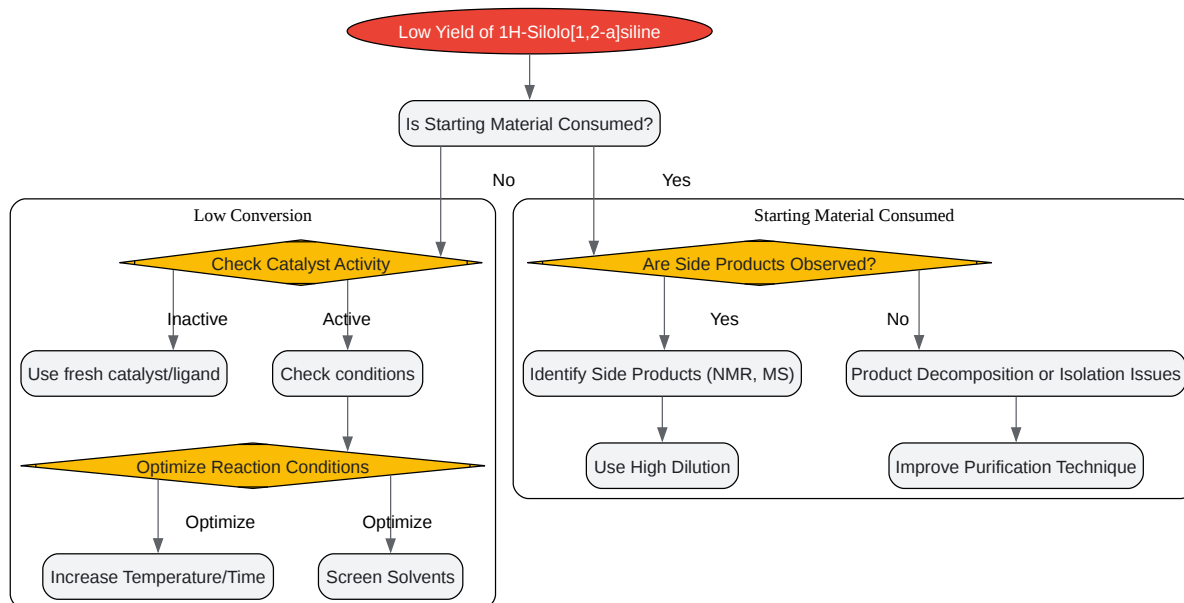 Low Yield of 1H-Silolo[1,2-a]siline
Is Starting Material Consumed?
No
Yes
Low Conversion
Starting Material Consumed
Check Catalyst Activity
Are Side Products Observed?
Inactive
Active
Yes
No
Use fresh catalyst/ligand
Check conditions
Identify Side Products (NMR, MS)
Product Decomposition or Isolation Issues
Optimize Reaction Conditions
Use High Dilution
Improve Purification Technique
Optimize
Optimize
Increase Temperature/Time
Screen Solvents